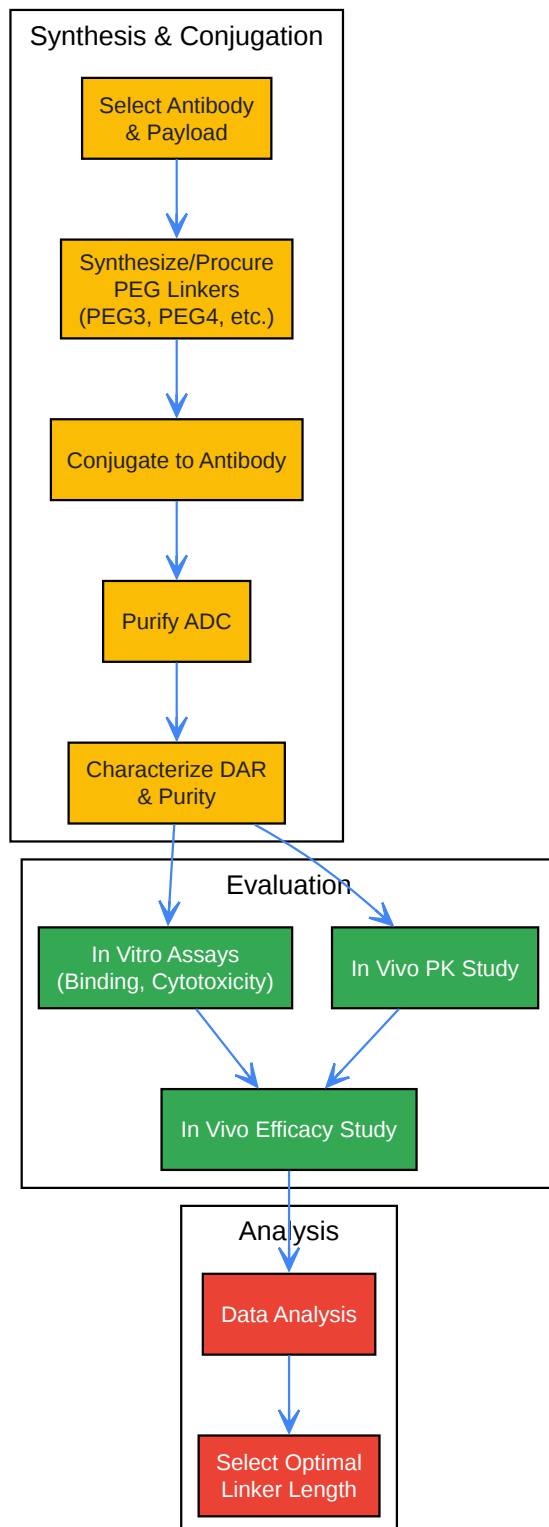 Synthesis & Conjugation
Select Antibody
& Payload
Synthesize/Procure
PEG Linkers
(PEG3, PEG4, etc.)
Conjugate to Antibody
Purify ADC
Characterize DAR
& Purity
Evaluation
In Vitro Assays
(Binding, Cytotoxicity)
In Vivo PK Study
In Vivo Efficacy Study
Analysis
Data Analysis
Select Optimal
Linker Length